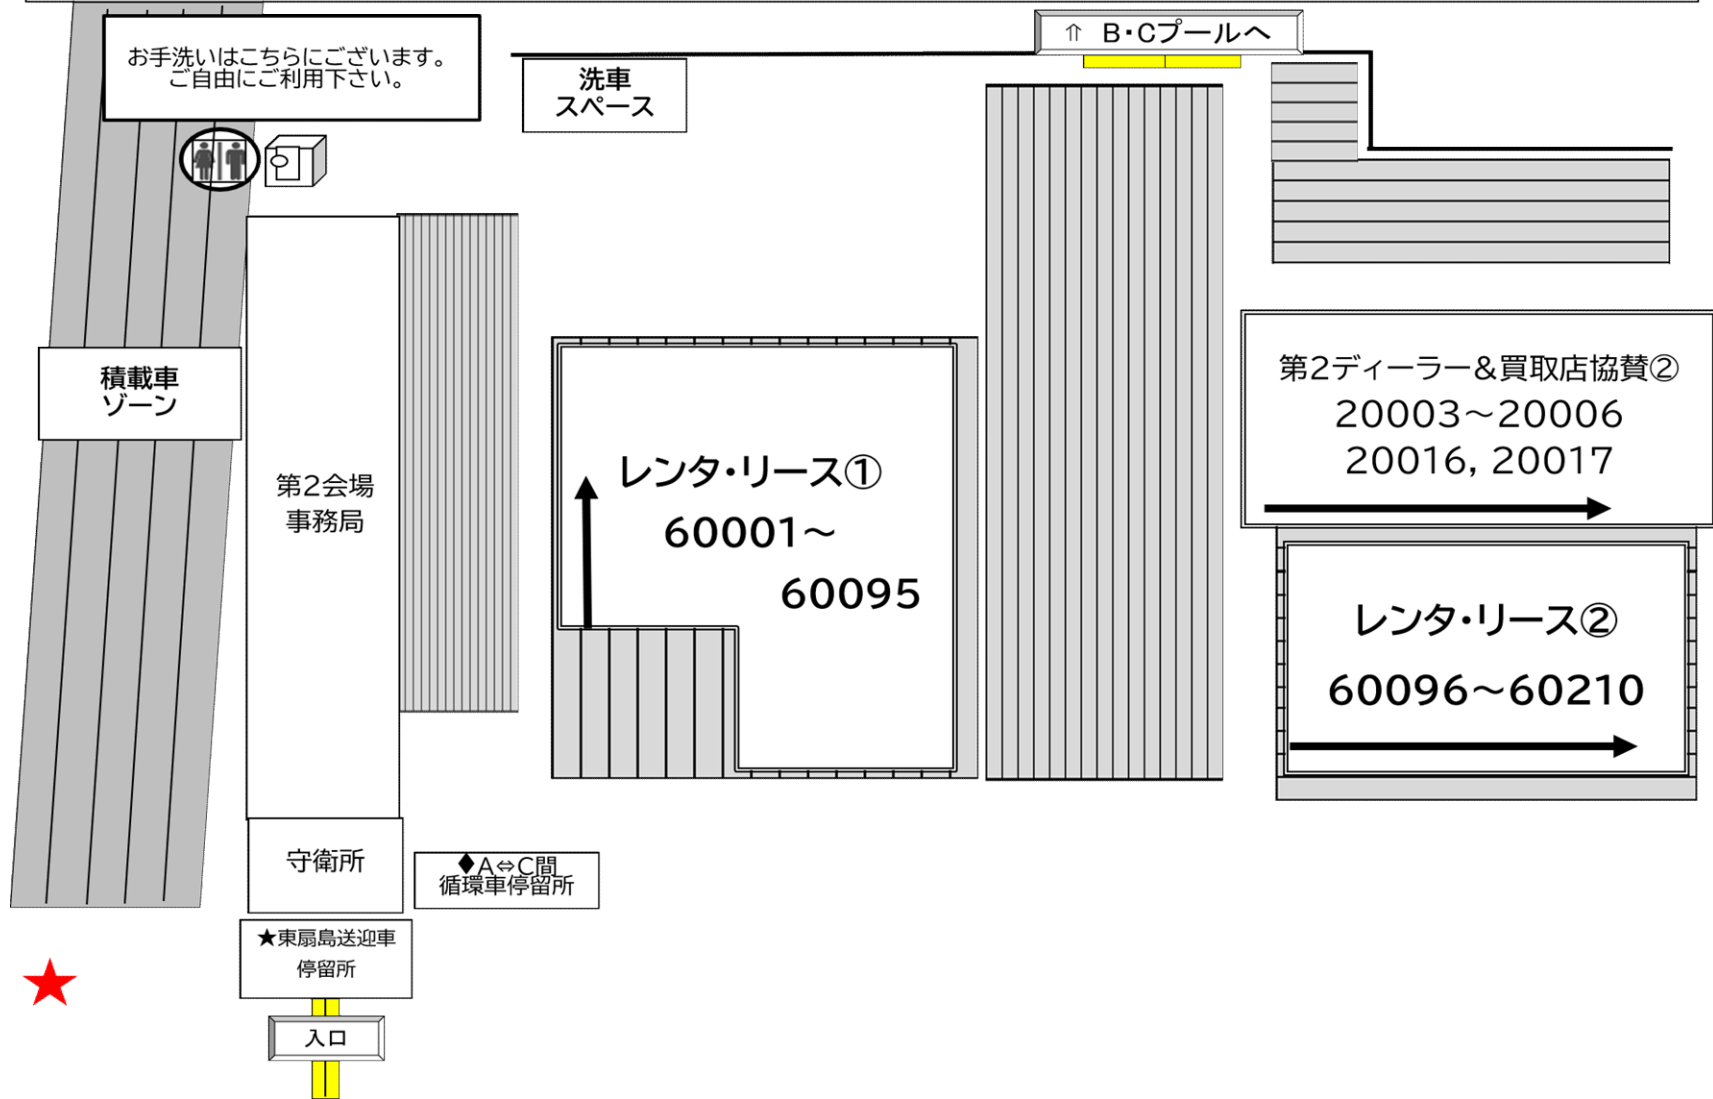 お手洗いはこちらにございます。
ご自由にご利用下さい。
洗車
スペース
⇑ B・Cプールへ
積載車
ゾーン
第2会場
事務局
レンタ・リース①
60001～
60095
第2ディーラー&買取店協賛②
20003～20006
20016, 20017
レンタ・リース②
60096～60210
守衛所
◆A⇔C間
循環車停留所
★東扇島送迎車
停留所
入口